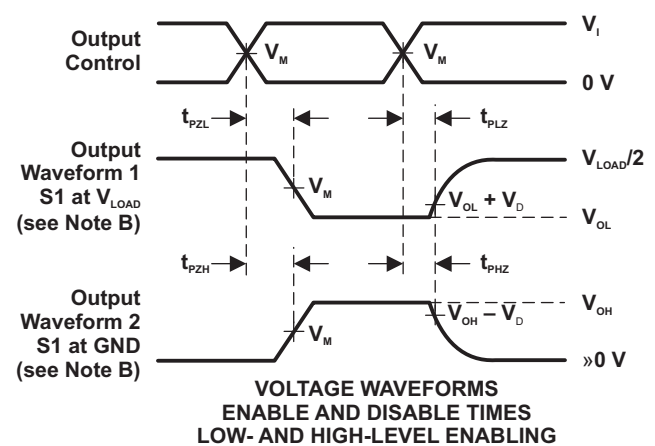 Output
Control
V_M
V_M
V_I
0 V
t_PZL
t_PLZ
Output
Waveform 1
S1 at V_LOAD
(see Note B)
V_M
V_OL + V_D
V_LOAD/2
V_OL
t_PZH
t_PHZ
Output
Waveform 2
S1 at GND
(see Note B)
V_M
V_OH – V_D
V_OH
»0 V
VOLTAGE WAVEFORMS
ENABLE AND DISABLE TIMES
LOW- AND HIGH-LEVEL ENABLING